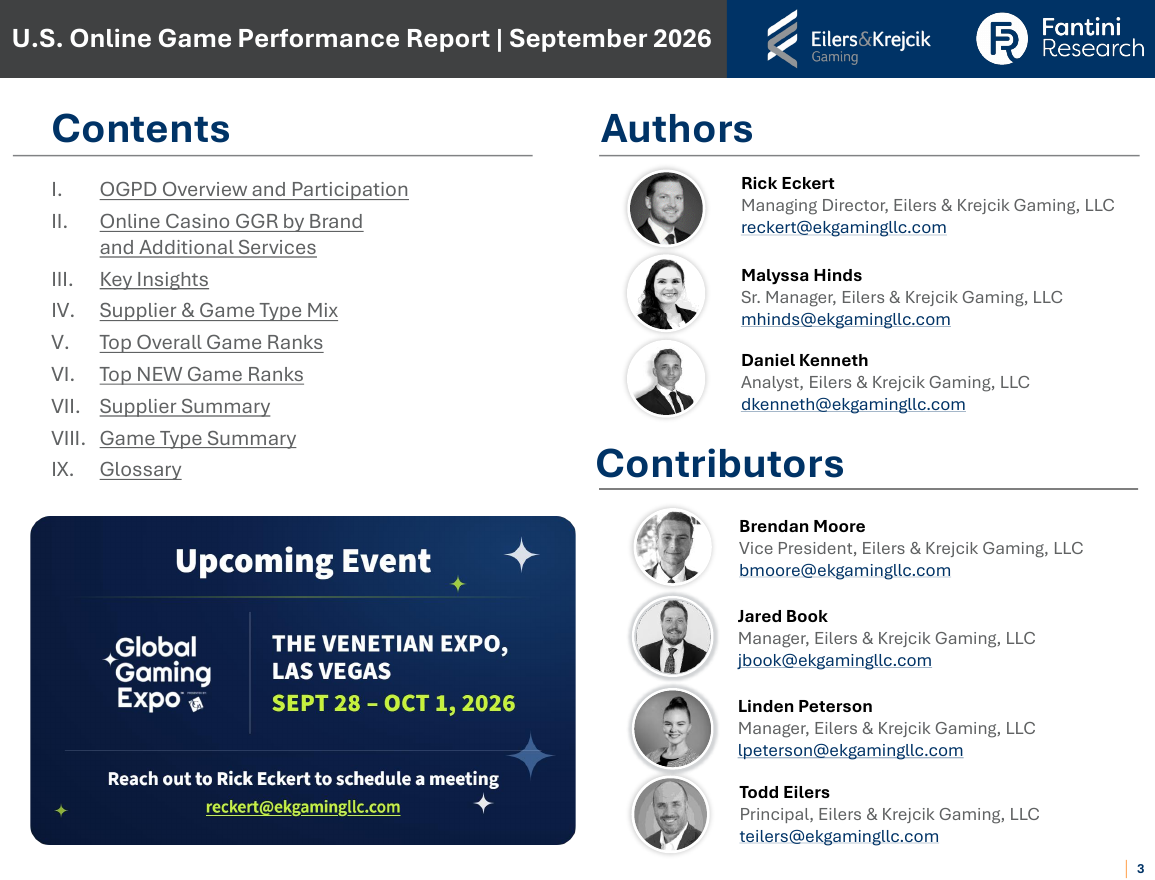 U.S. Online Game Performance Report | September 2026
Eilers&Krejcik
Gaming
Fantini
Research
Contents
I. OGPD Overview and Participation
II. Online Casino GGR by Brand
and Additional Services
III. Key Insights
IV. Supplier & Game Type Mix
V. Top Overall Game Ranks
VI. Top NEW Game Ranks
VII. Supplier Summary
VIII. Game Type Summary
IX. Glossary
Upcoming Event
Global
Gaming
Expo
THE VENETIAN EXPO,
LAS VEGAS
SEPT 28 – OCT 1, 2026
Reach out to Rick Eckert to schedule a meeting
reckert@ekgamingllc.com
Authors
Rick Eckert
Managing Director, Eilers & Krejcik Gaming, LLC
reckert@ekgamingllc.com
Malyssa Hinds
Sr. Manager, Eilers & Krejcik Gaming, LLC
mhinds@ekgamingllc.com
Daniel Kenneth
Analyst, Eilers & Krejcik Gaming, LLC
dkenneth@ekgamingllc.com
Contributors
Brendan Moore
Vice President, Eilers & Krejcik Gaming, LLC
bmoore@ekgamingllc.com
Jared Book
Manager, Eilers & Krejcik Gaming, LLC
jbook@ekgamingllc.com
Linden Peterson
Manager, Eilers & Krejcik Gaming, LLC
lpeterson@ekgamingllc.com
Todd Eilers
Principal, Eilers & Krejcik Gaming, LLC
teilers@ekgamingllc.com
3